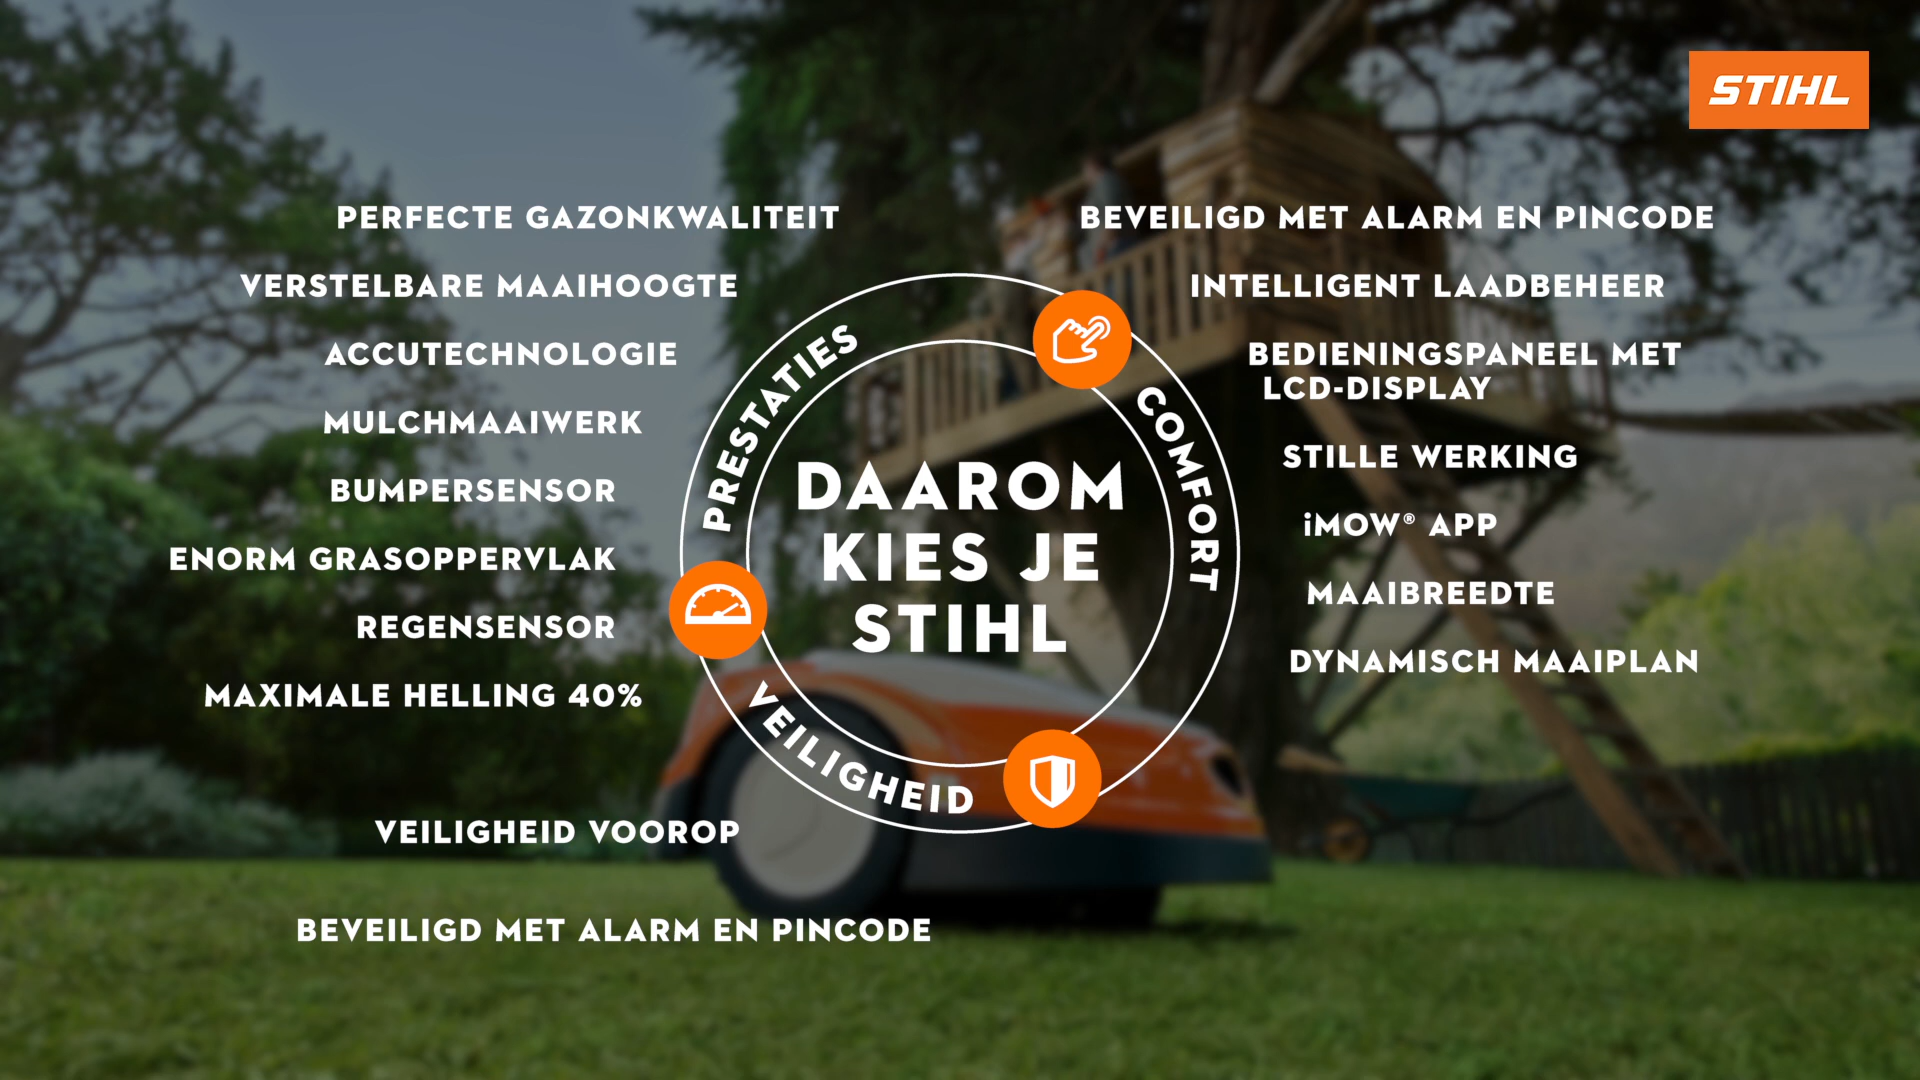 STIHL
PERFECTE GAZONKWALITEIT
VERSTELBARE MAAIHOOGTE
ACCUTECHNOLOGIE
MULCHMAAIWERK
BUMPERSENSOR
ENORM GRASOPPERVLAK
REGENSENSOR
MAXIMALE HELLING 40%
PRESTATIES
DAAROM
KIES JE
STIHL
COMFORT
BEVEILIGD MET ALARM EN PINCODE
INTELLIGENT LAADBEHEER
BEDIENINGSPANEEL MET
LCD-DISPLAY
STILLE WERKING
iMOW® APP
MAAIBREEDTE
DYNAMISCH MAAIPLAN
VEILIGHEID
VEILIGHEID VOOROP
BEVEILIGD MET ALARM EN PINCODE